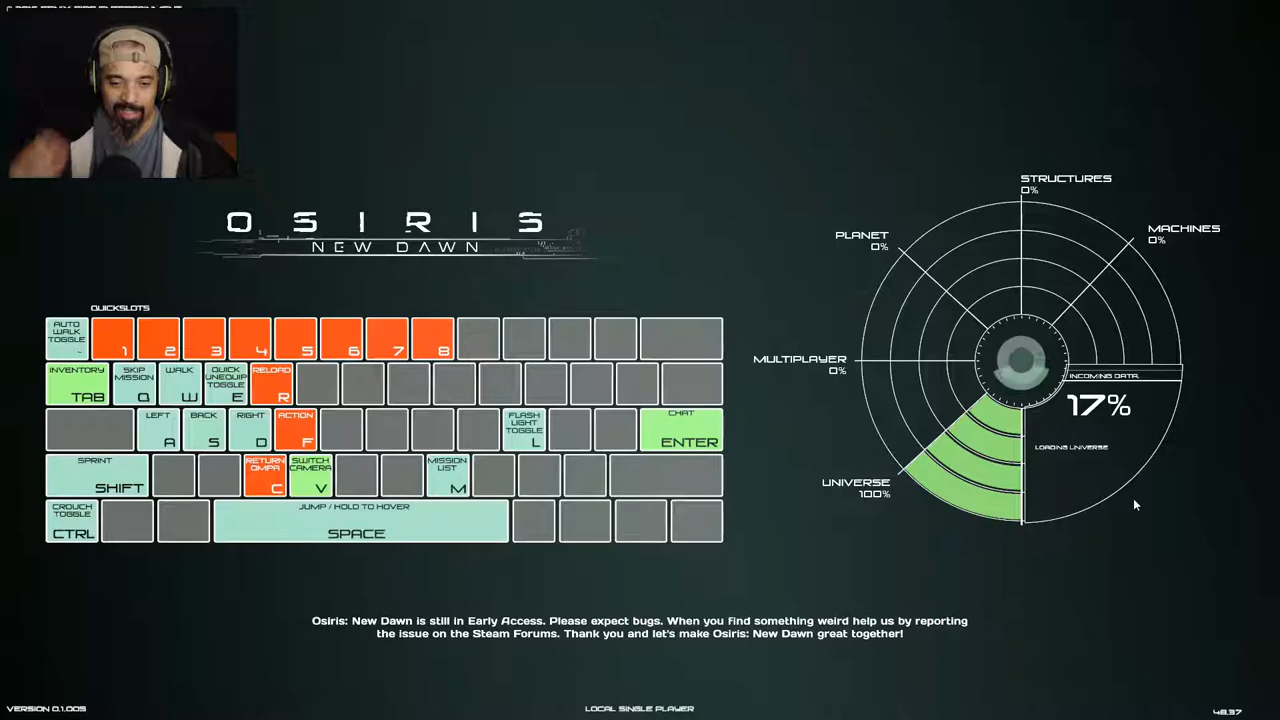 OSIRIS
NEW DAWN
QUICKSLOTS
AUTO
WALK
TOGGLE
~
1
2
3
4
5
6
7
8
INVENTORY
TAB
SKIP
MISSION
Q
WALK
W
QUICK
UNEQUIP
TOGGLE
E
RELOAD
R
LEFT
A
BACK
S
RIGHT
D
ACTION
F
FLASH
LIGHT
TOGGLE
L
CHAT
ENTER
SPRINT
SHIFT
RETURN
OMPA
C
SWITCH
CAMERA
V
MISSION
LIST
M
CROUCH
TOGGLE
CTRL
JUMP / HOLD TO HOVER
SPACE
STRUCTURES
0%
MACHINES
0%
PLANET
0%
MULTIPLAYER
0%
UNIVERSE
100%
INCOMING DATA
17%
LOADING UNIVERSE
Osiris: New Dawn is still in Early Access. Please expect bugs. When you find something weird help us by reporting
the issue on the Steam Forums. Thank you and let's make Osiris: New Dawn great together!
VERSION 0.1.005
LOCAL SINGLE PLAYER
48.37